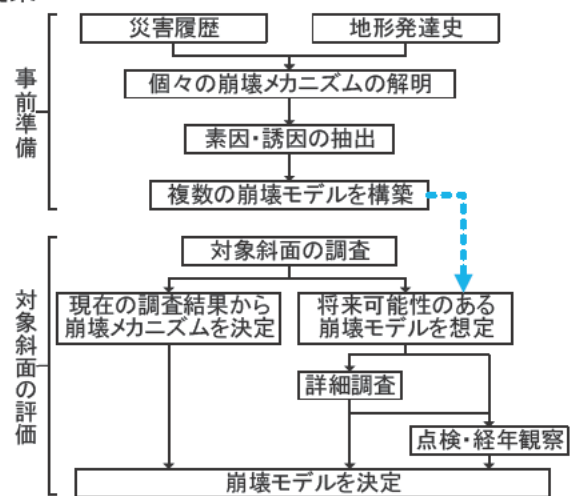 災害履歴
地形発達史
個々の崩壊メカニズムの解明
素因・誘因の抽出
複数の崩壊モデルを構築
事前準備
対象斜面の調査
現在の調査結果から
崩壊メカニズムを決定
将来可能性のある
崩壊モデルを想定
詳細調査
点検・経年観察
崩壊モデルを決定
対象斜面の評価